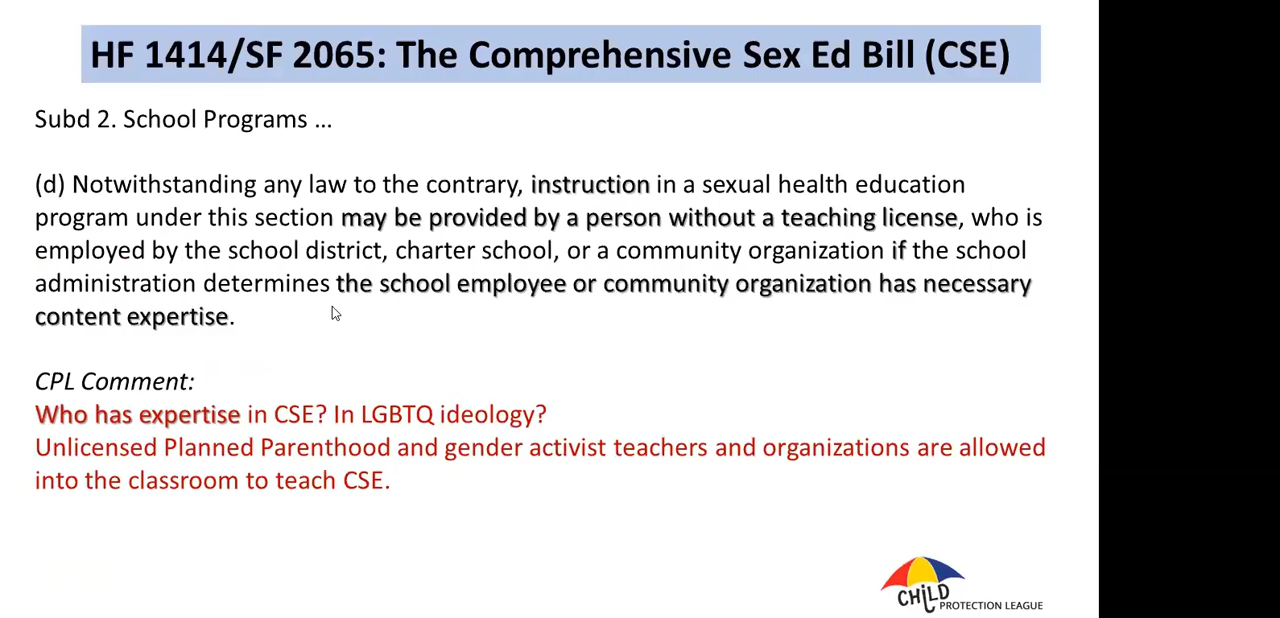 HF 1414/SF 2065: The Comprehensive Sex Ed Bill (CSE)
Subd 2. School Programs ...
(d) Notwithstanding any law to the contrary, instruction in a sexual health education
program under this section may be provided by a person without a teaching license, who is
employed by the school district, charter school, or a community organization if the school
administration determines the school employee or community organization has necessary
content expertise.
CPL Comment:
Who has expertise in CSE? In LGBTQ ideology?
Unlicensed Planned Parenthood and gender activist teachers and organizations are allowed
into the classroom to teach CSE.
CHiLD
PROTECTION LEAGUE